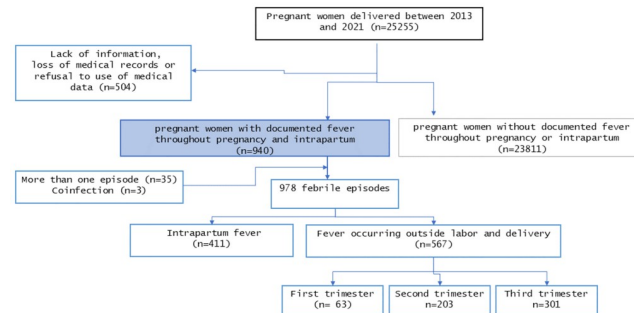 Pregnant women delivered between 2013
and 2021 (n=25255)
Lack of information,
loss of medical records or
refusal to use of medical
data (n=504)
pregnant women with documented fever
throughout pregnancy and intrapartum
(n=940)
pregnant women without documented fever
throughout pregnancy or intrapartum
(n=23811)
More than one episode (n=35)
Coinfection (n=3)
978 febrile episodes
Intrapartum fever
(n=411)
Fever occurring outside labor and delivery
(n=567)
First trimester
(n= 63)
Second trimester
n=203
Third trimester
n=301